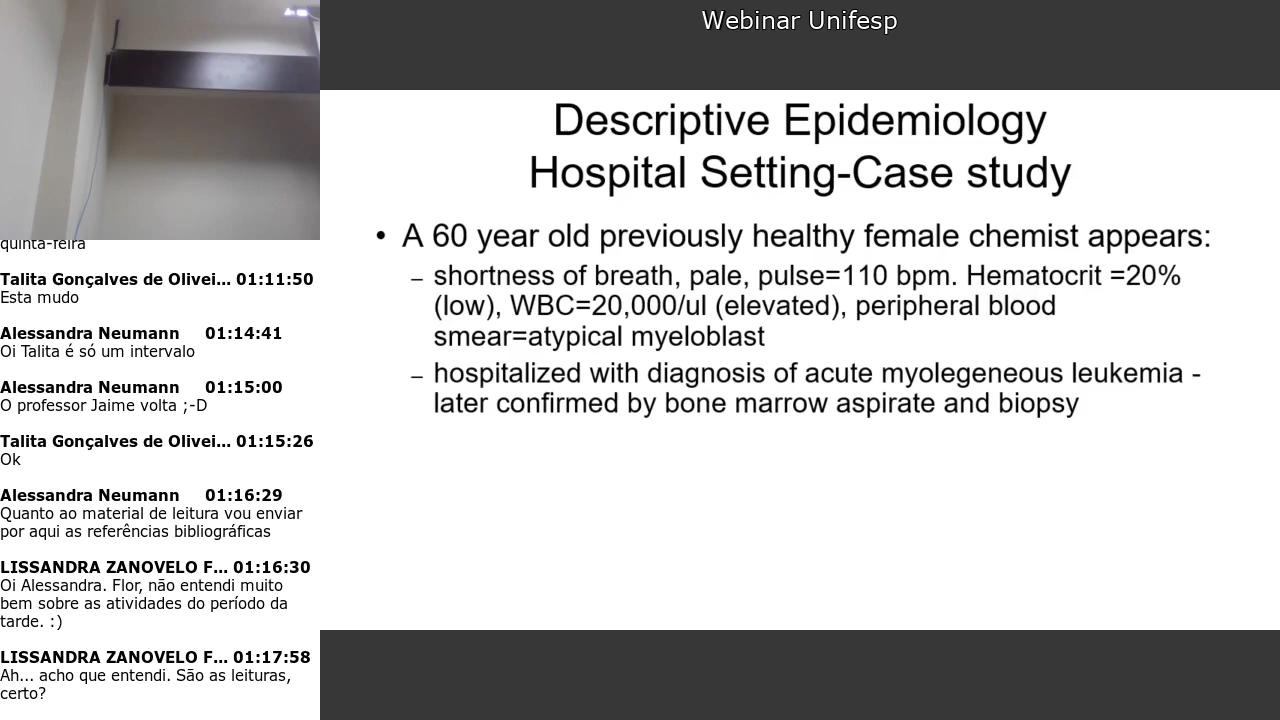 Webinar Unifesp
Descriptive Epidemiology
Hospital Setting-Case study
• A 60 year old previously healthy female chemist appears:
– shortness of breath, pale, pulse=110 bpm. Hematocrit =20%
(low), WBC=20,000/ul (elevated), peripheral blood
smear=atypical myeloblast
– hospitalized with diagnosis of acute myolegeneous leukemia -
later confirmed by bone marrow aspirate and biopsy
quinta-feira
Talita Gonçalves de Olivei... 01:11:50
Esta mudo
Alessandra Neumann 01:14:41
Oi Talita é só um intervalo
Alessandra Neumann 01:15:00
O professor Jaime volta ;-D
Talita Gonçalves de Olivei... 01:15:26
Ok
Alessandra Neumann 01:16:29
Quanto ao material de leitura vou enviar
por aqui as referências bibliográficas
LISSANDRA ZANOVELO F... 01:16:30
Oi Alessandra. Flor, não entendi muito
bem sobre as atividades do período da
tarde. :)
LISSANDRA ZANOVELO F... 01:17:58
Ah... acho que entendi. São as leituras,
certo?